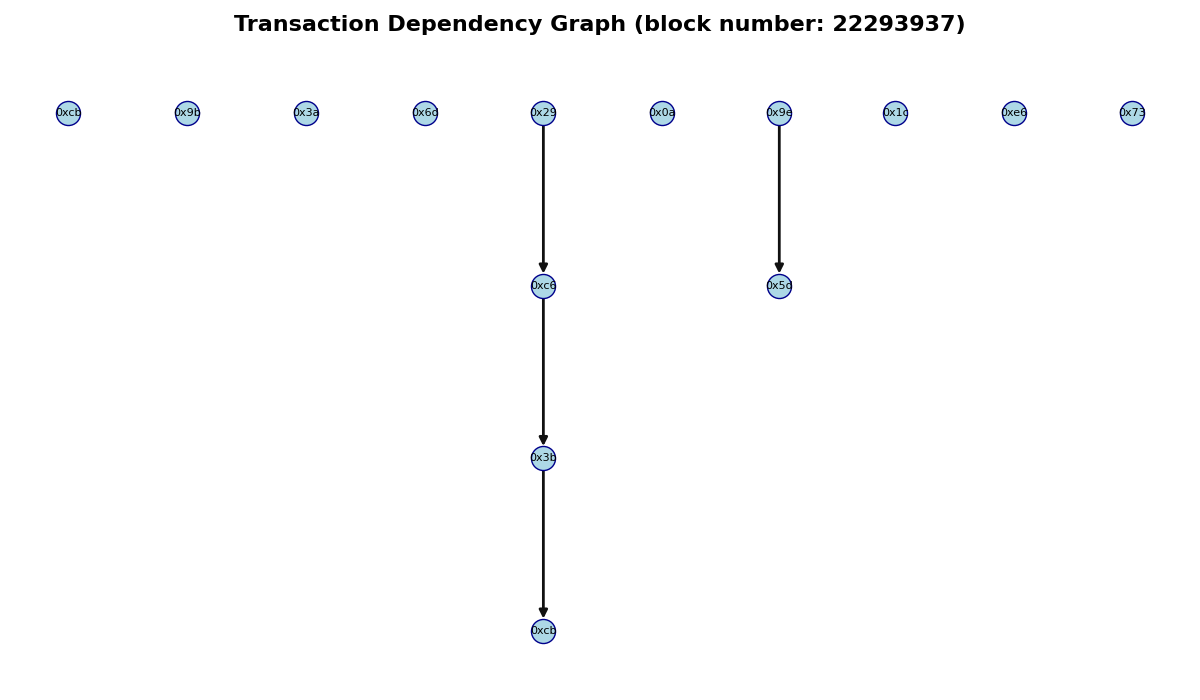 Transaction Dependency Graph (block number: 22293937)
0xcb 0x9b 0x3a 0x6d 0x29 0x0a 0x9e 0x1c 0xe6 0x73
0xc6 0x5d
0x3b
0xcb